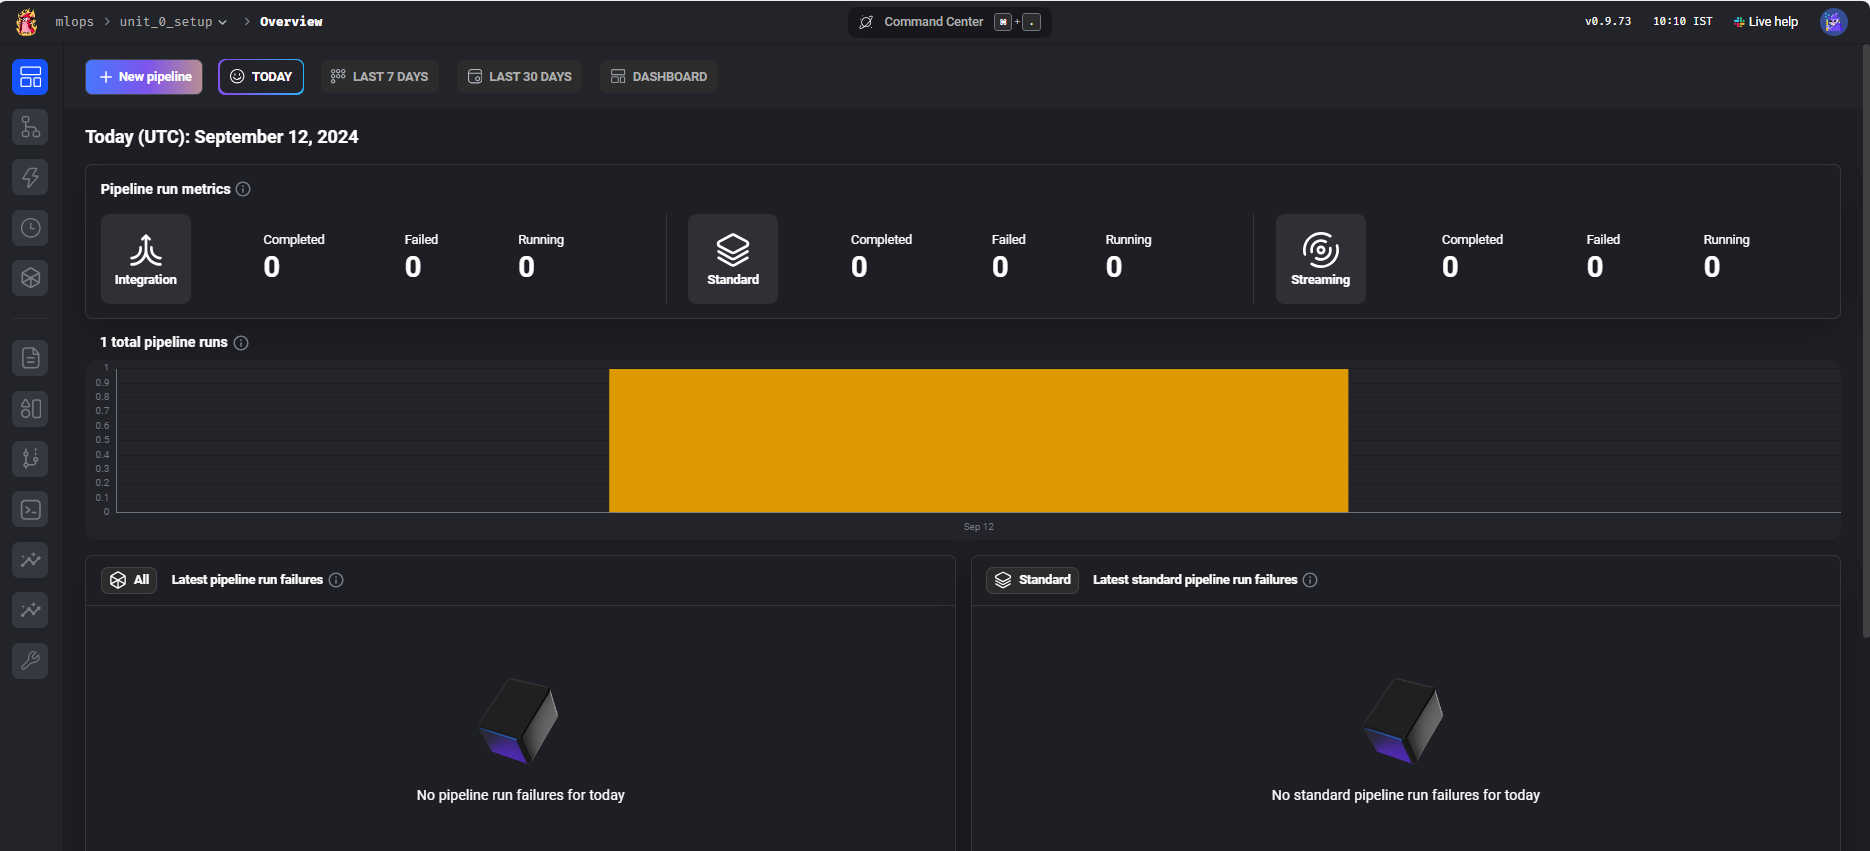 mlops > unit_0_setup > Overview
Command Center ⌘ + .
v0.9.73 10:10 IST Live help
+ New pipeline TODAY LAST 7 DAYS LAST 30 DAYS DASHBOARD
Today (UTC): September 12, 2024
Pipeline run metrics
Integration
Completed Failed Running
0 0 0
Standard
Completed Failed Running
0 0 0
Streaming
Completed Failed Running
0 0 0
1 total pipeline runs
1
0.9
0.8
0.7
0.6
0.5
0.4
0.3
0.2
0.1
0
Sep 12
All Latest pipeline run failures
No pipeline run failures for today
Standard Latest standard pipeline run failures
No standard pipeline run failures for today